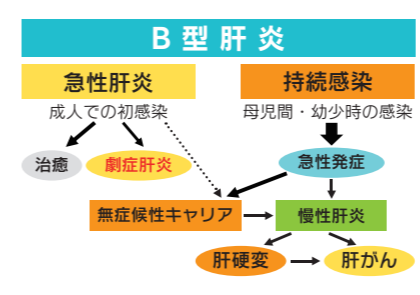 B型肝炎
急性肝炎
持続感染
成人での初感染
母児間・幼少時の感染
治癒
劇症肝炎
急性発症
無症候性キャリア
慢性肝炎
肝硬変
肝がん